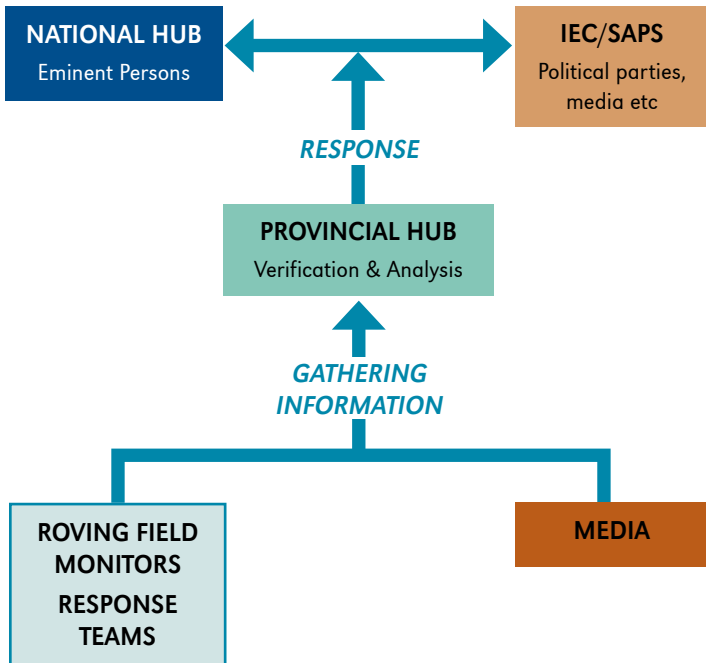 NATIONAL HUB
Eminent Persons
IEC/SAPS
Political parties,
media etc
RESPONSE
PROVINCIAL HUB
Verification & Analysis
GATHERING
INFORMATION
ROVING FIELD
MONITORS
RESPONSE
TEAMS
MEDIA